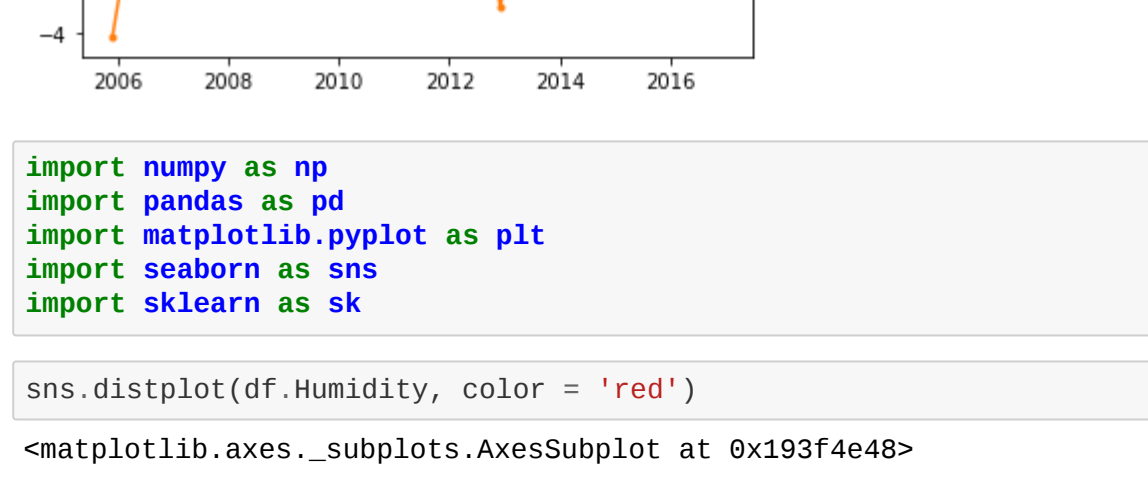 −4
2006 2008 2010 2012 2014 2016
import numpy as np
import pandas as pd
import matplotlib.pyplot as plt
import seaborn as sns
import sklearn as sk
sns.distplot(df.Humidity, color = 'red')
<matplotlib.axes._subplots.AxesSubplot at 0x193f4e48>